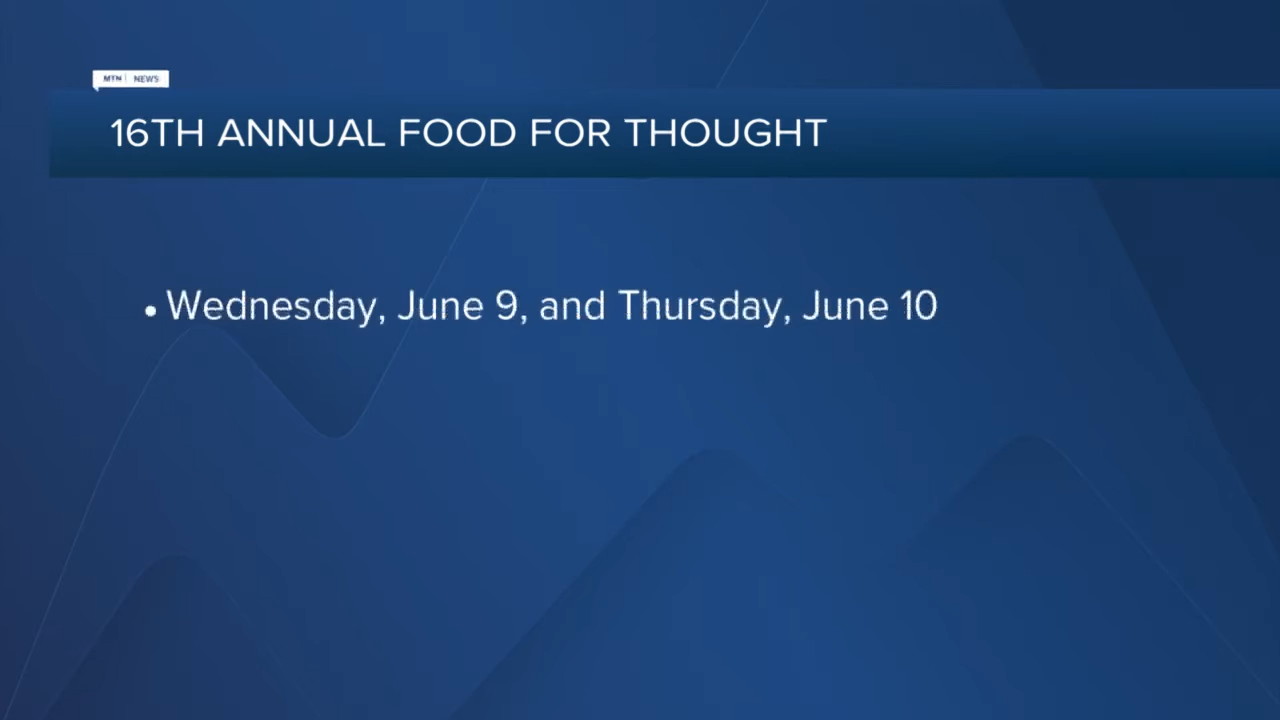 MTN | NEWS
16TH ANNUAL FOOD FOR THOUGHT
• Wednesday, June 9, and Thursday, June 10